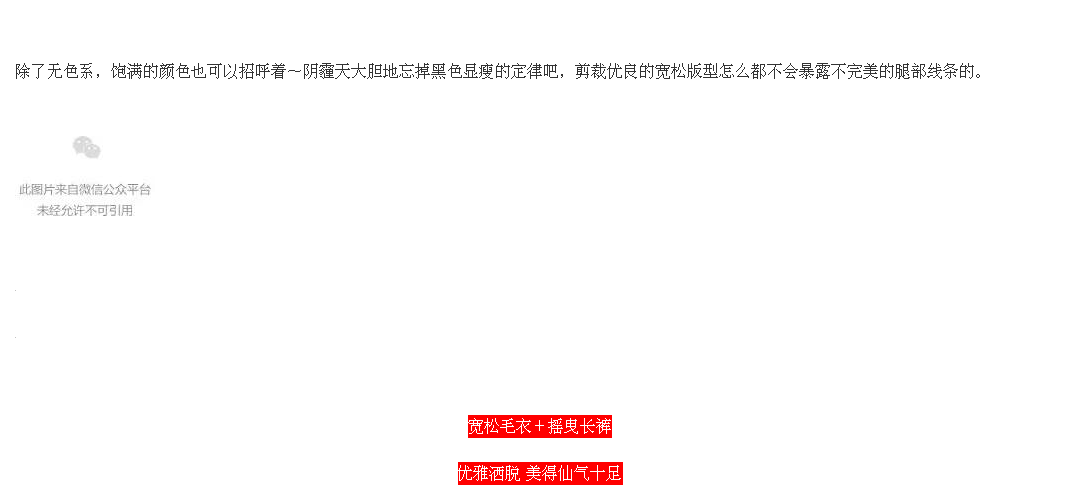 除了无色系，饱满的颜色也可以招呼着～阴霾天大胆地忘掉黑色显瘦的定律吧，剪裁优良的宽松版型怎么都不会暴露不完美的腿部线条的。
此图片来自微信公众平台
未经允许不可引用
宽松毛衣＋摇曳长裤
优雅洒脱 美得仙气十足